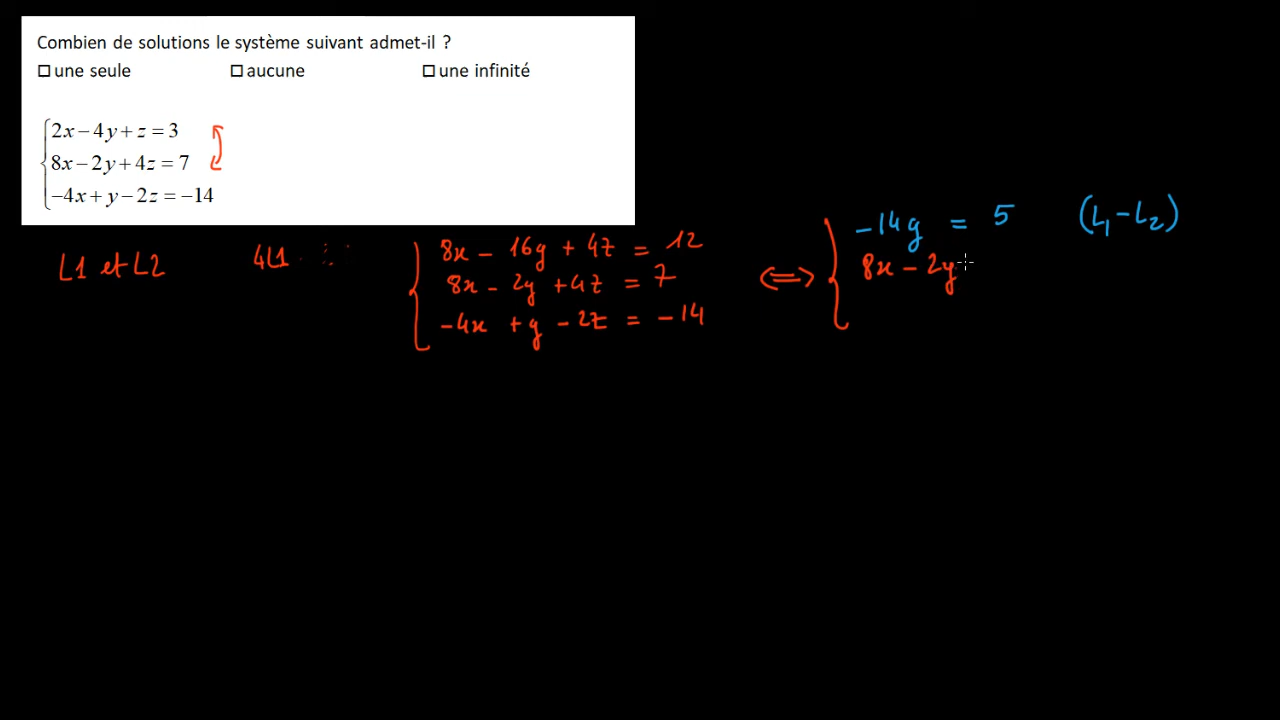 Combien de solutions le système suivant admet-il ?
☐ une seule ☐ aucune ☐ une infinité
2x − 4y + z = 3
8x − 2y + 4z = 7
−4x + y − 2z = −14
L1 et L2
4L1
8x − 16y + 4z = 12
8x − 2y + 4z = 7
−4x + y − 2z = −14
⟺
−14y = 5 (L₁ − L₂)
8x − 2y